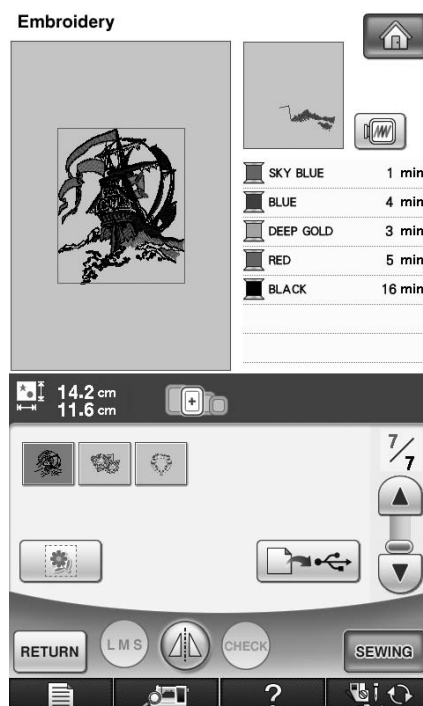 Embroidery
SKY BLUE 1 min
BLUE 4 min
DEEP GOLD 3 min
RED 5 min
BLACK 16 min
14.2 cm
11.6 cm
7/7
RETURN
L M S
CHECK
SEWING
?